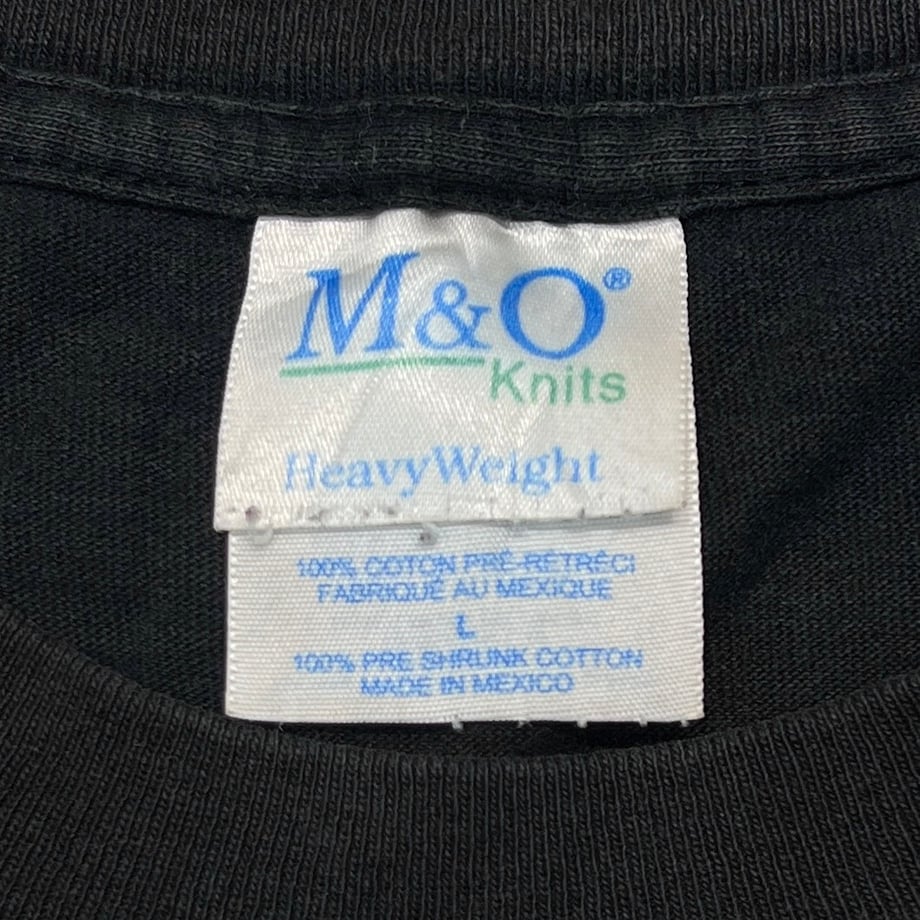 M&O®
Knits
HeavyWeight
100% COTON PRÉ-RÉTRÉCI
FABRIQUÉ AU MEXIQUE
L
100% PRE SHRUNK COTTON
MADE IN MEXICO